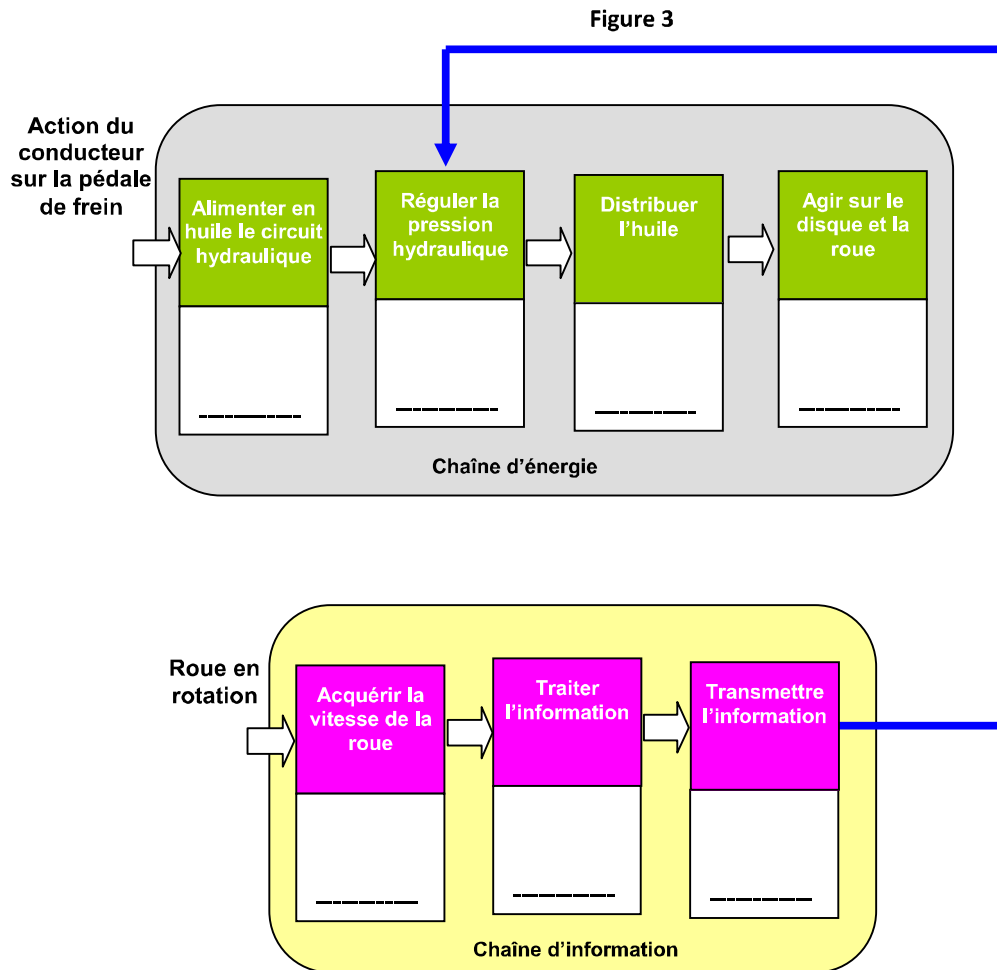 Figure 3
Action du
conducteur
sur la pédale
de frein
Alimenter en
huile le circuit
hydraulique
Réguler la
pression
hydraulique
Distribuer
l'huile
Agir sur le
disque et la
roue
Chaîne d'énergie
Roue en
rotation
Acquérir la
vitesse de la
roue
Traiter
l'information
Transmettre
l'information
Chaîne d'information